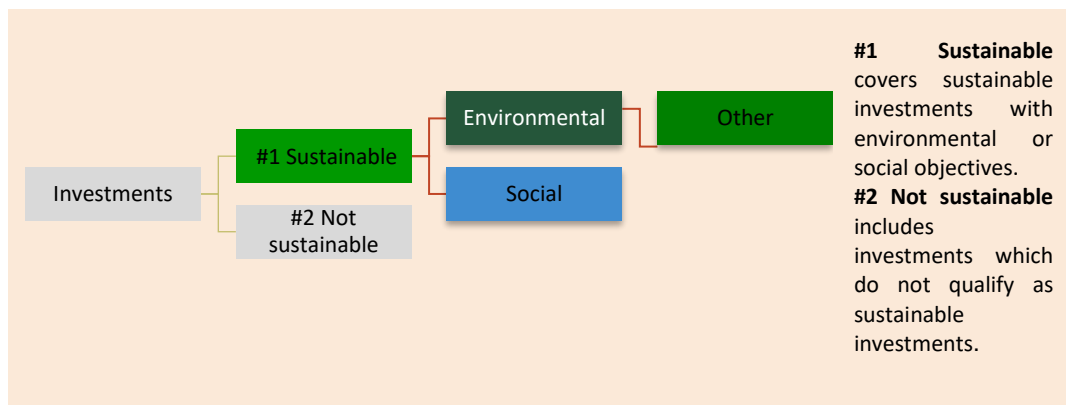 Investments
#1 Sustainable
#2 Not
sustainable
Environmental
Social
Other
#1 Sustainable
covers sustainable
investments with
environmental or
social objectives.
#2 Not sustainable
includes
investments which
do not qualify as
sustainable
investments.